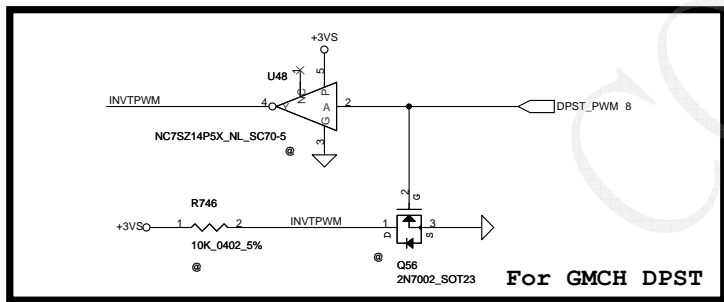 +3VS
U48
5
1
NC
P
INVTPWM
4
Y
A
2
DPST_PWM 8
G
3
NC7SZ14P5X_NL_SC70-5
@
R746
2
G
+3VS
1
2
INVTPWM
1
3
D
S
10K_0402_5%
@
@
Q56
2N7002_SOT23
For GMCH DPST